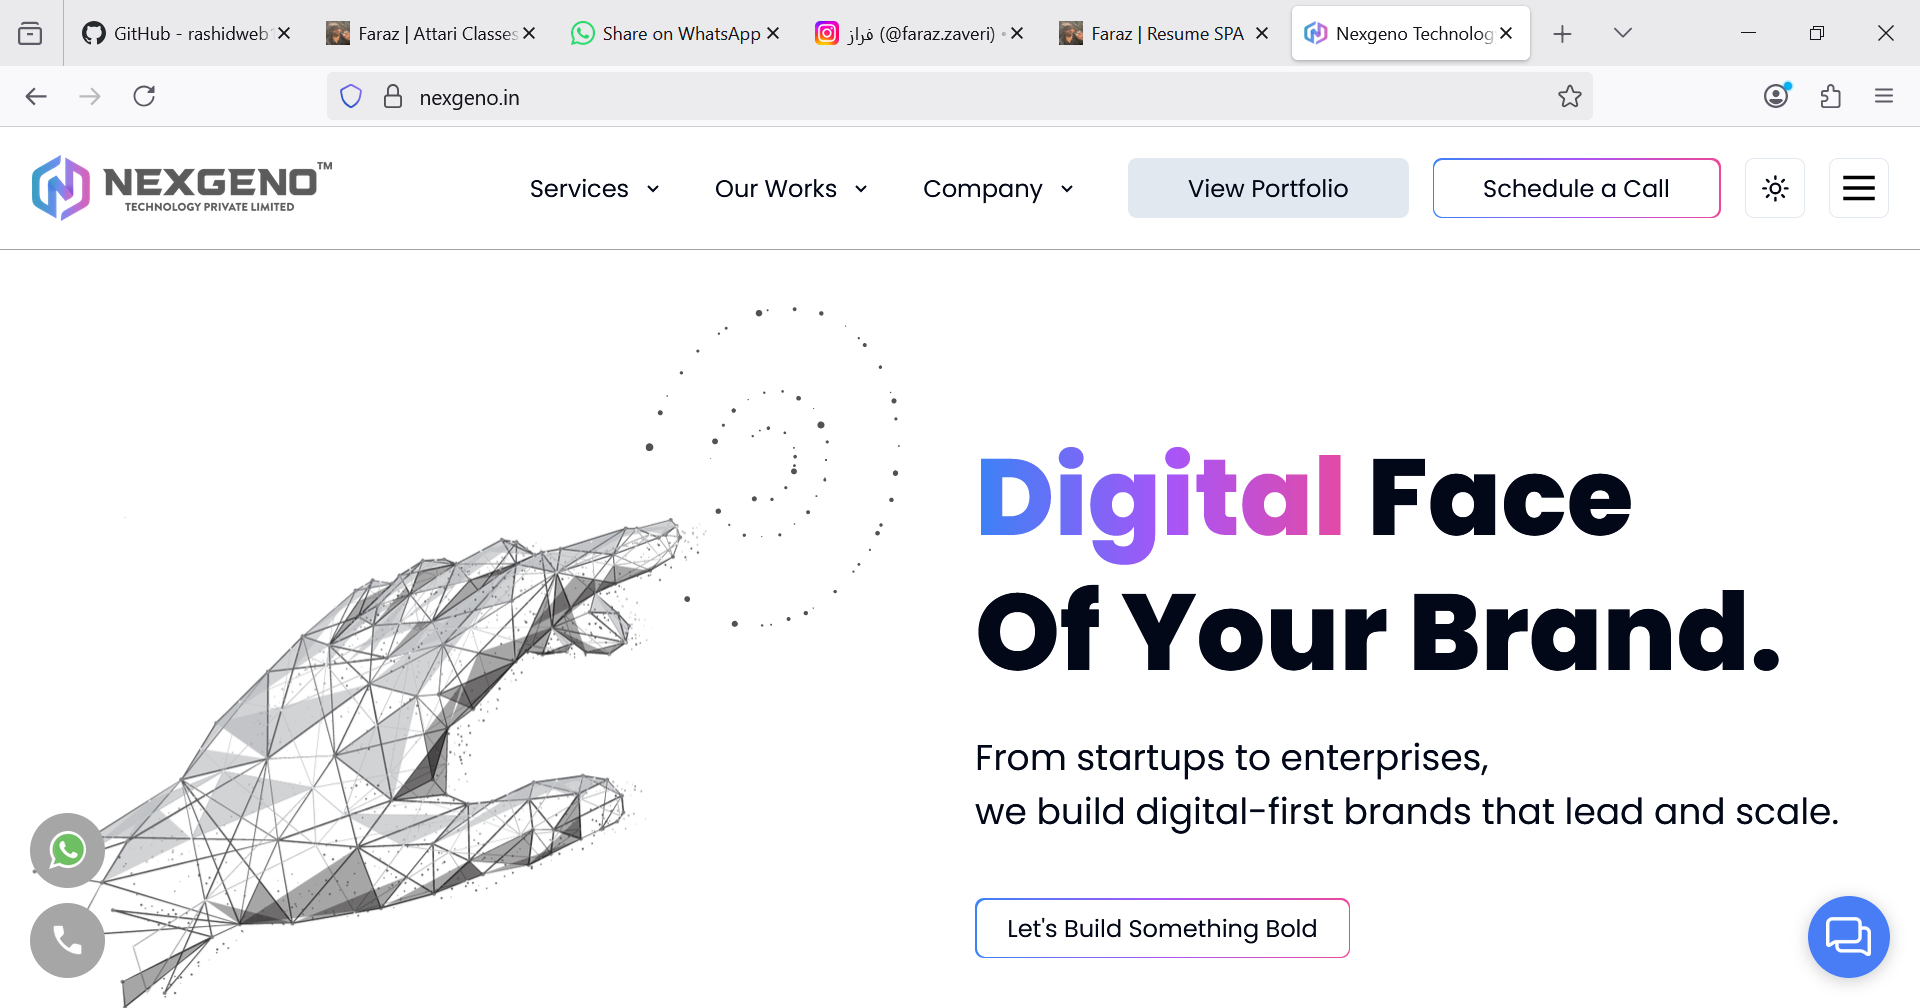 GitHub - rashidweb
Faraz | Attari Classes
Share on WhatsApp
فراز (@faraz.zaveri) •
Faraz | Resume SPA
Nexgeno Technolog
nexgeno.in
NEXGENO™
TECHNOLOGY PRIVATE LIMITED
Services
Our Works
Company
View Portfolio
Schedule a Call
Digital Face
Of Your Brand.
From startups to enterprises,
we build digital-first brands that lead and scale.
Let's Build Something Bold